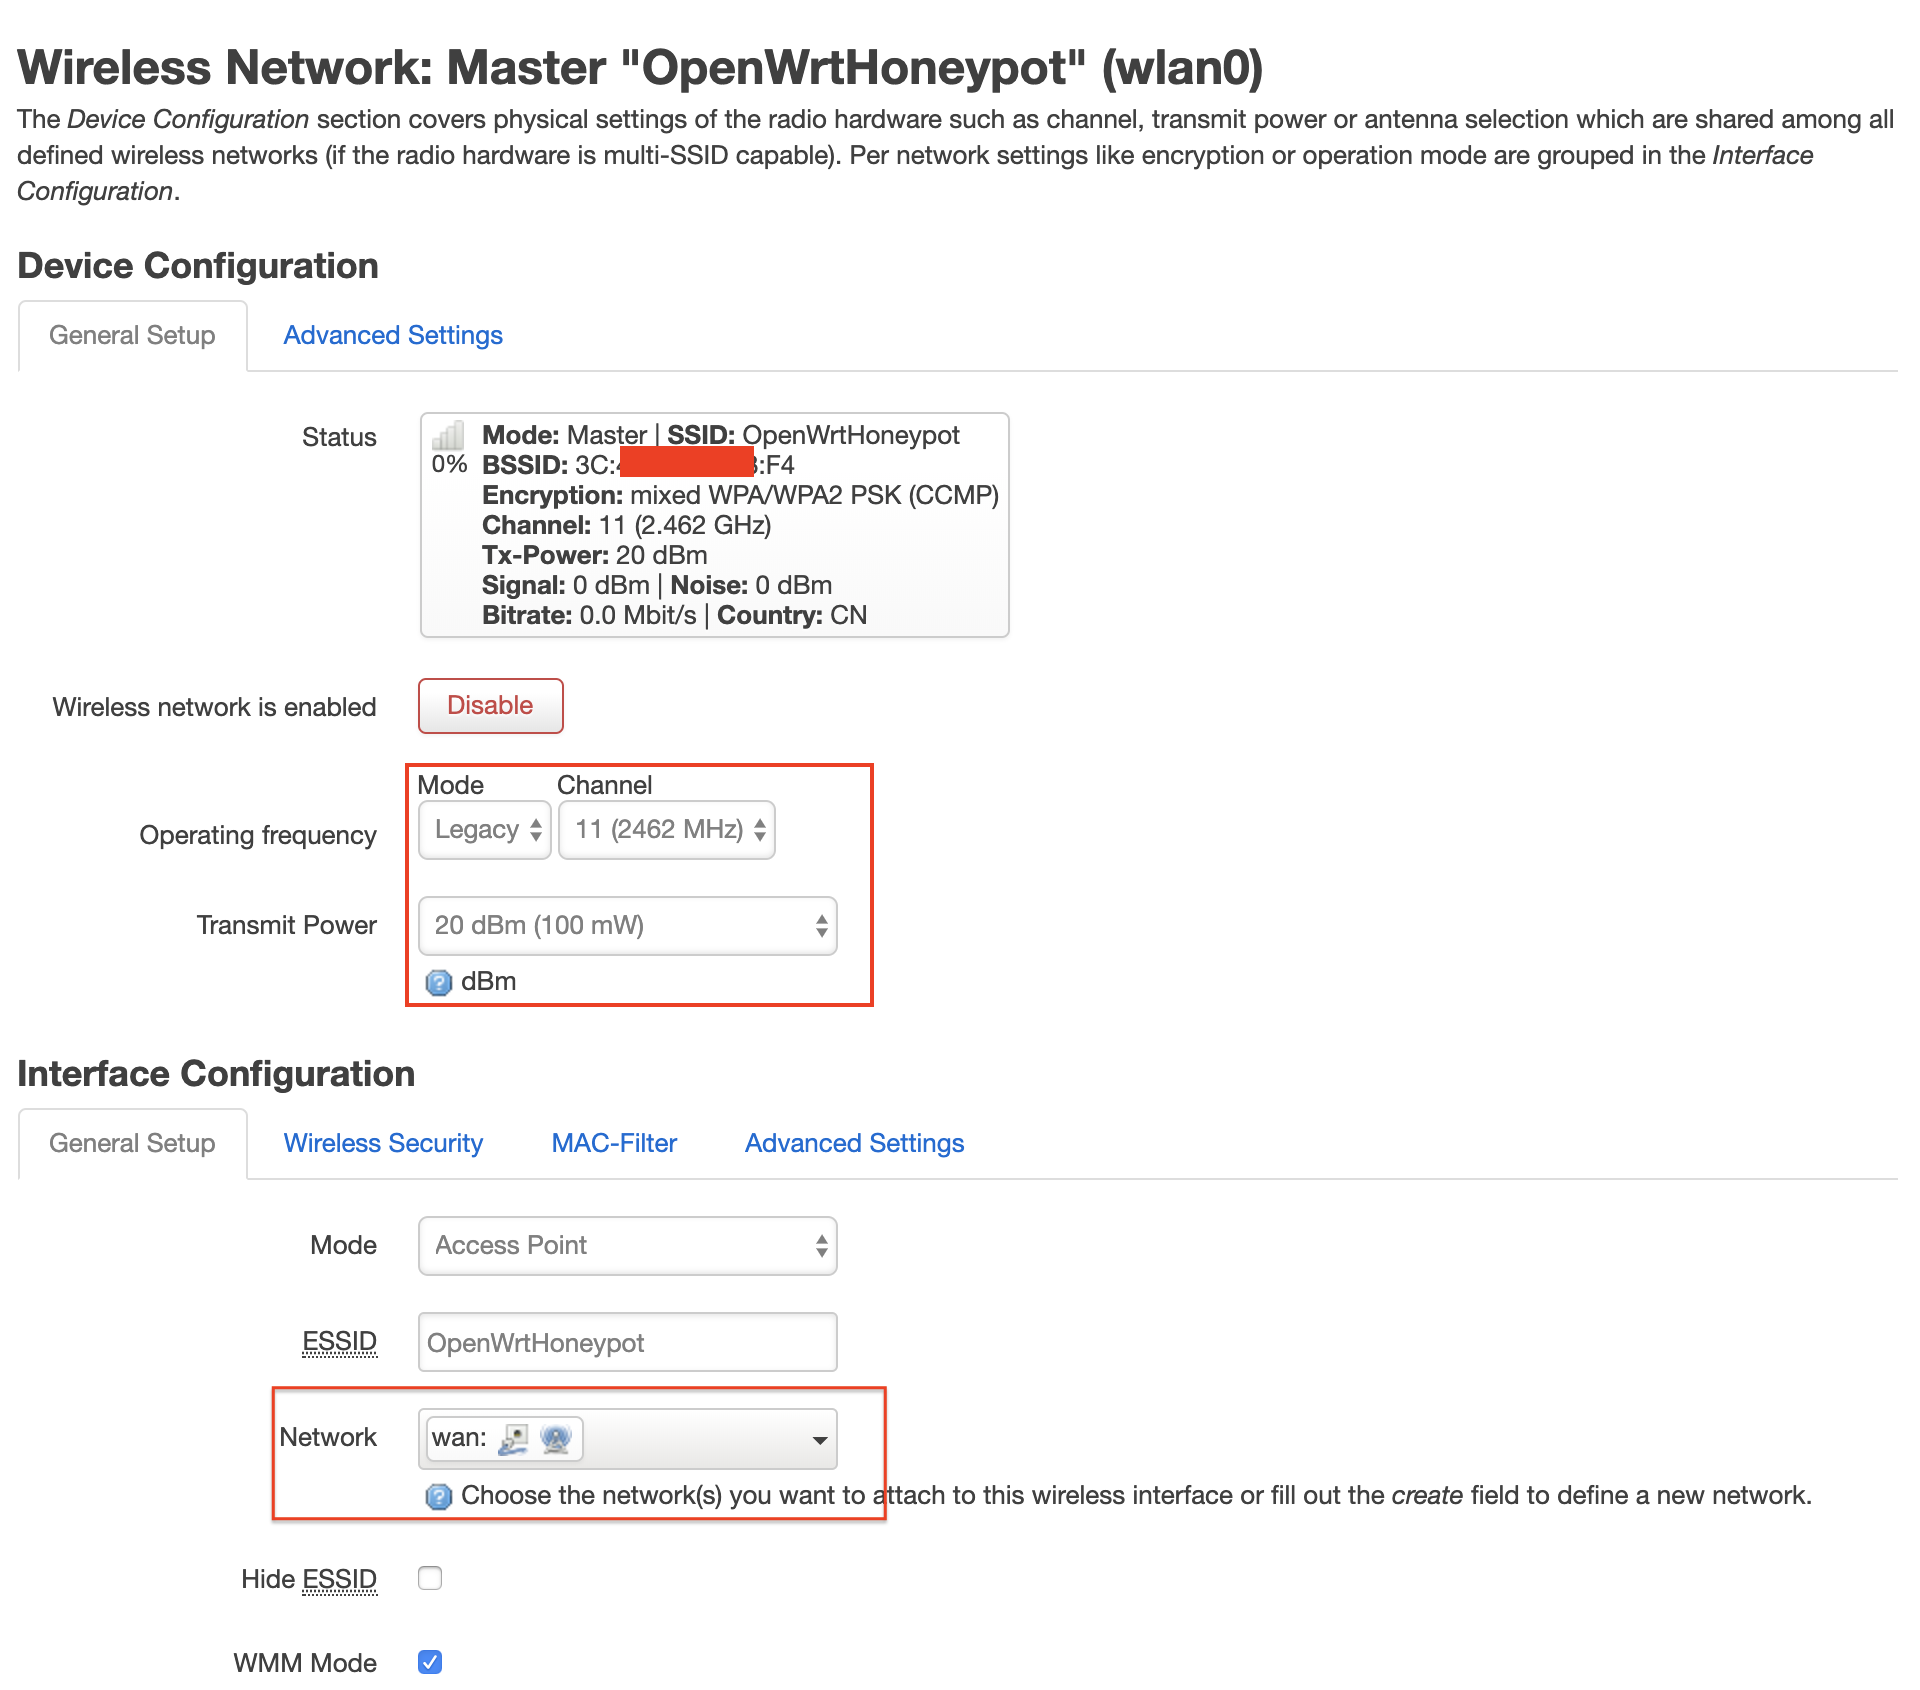 Wireless Network: Master "OpenWrtHoneypot" (wlan0)
The Device Configuration section covers physical settings of the radio hardware such as channel, transmit power or antenna selection which are shared among all
defined wireless networks (if the radio hardware is multi-SSID capable). Per network settings like encryption or operation mode are grouped in the Interface
Configuration.
Device Configuration
General Setup Advanced Settings
Status
0%
Mode: Master | SSID: OpenWrtHoneypot
BSSID: 3C: :F4
Encryption: mixed WPA/WPA2 PSK (CCMP)
Channel: 11 (2.462 GHz)
Tx-Power: 20 dBm
Signal: 0 dBm | Noise: 0 dBm
Bitrate: 0.0 Mbit/s | Country: CN
Wireless network is enabled Disable
Mode Channel
Operating frequency Legacy 11 (2462 MHz)
Transmit Power 20 dBm (100 mW)
dBm
Interface Configuration
General Setup Wireless Security MAC-Filter Advanced Settings
Mode Access Point
ESSID OpenWrtHoneypot
Network wan:
Choose the network(s) you want to attach to this wireless interface or fill out the create field to define a new network.
Hide ESSID
WMM Mode